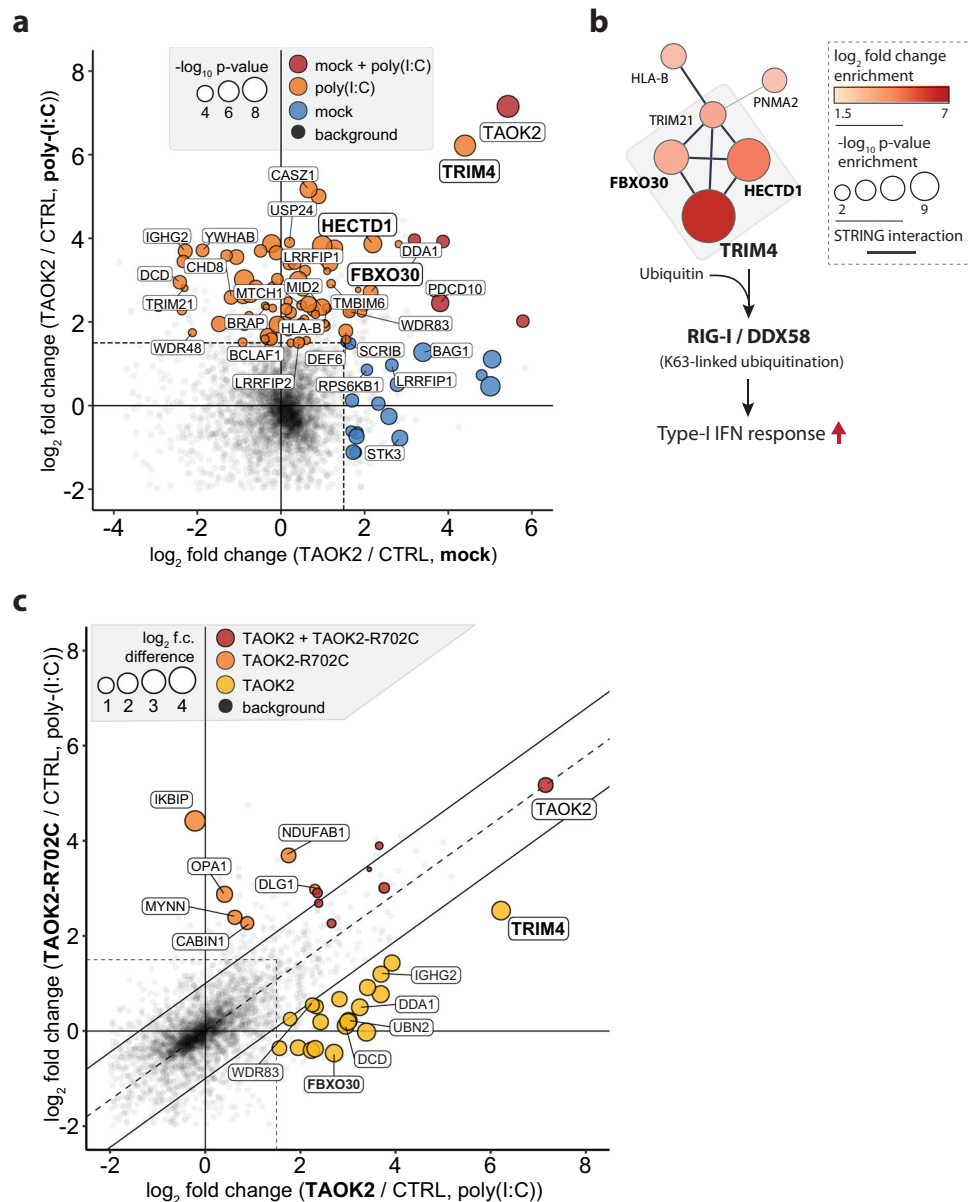 a
-log10 p-value
4 6 8
mock + poly(I:C)
poly(I:C)
mock
background
TAOK2
TRIM4
CASZ1
USP24
HECTD1
IGHG2
YWHAB
LRRFIP1
DDA1
CHD8
FBXO30
DCD
MID2
MTCH1
TMBIM6
PDCD10
TRIM21
BRAP
HLA-B
WDR83
WDR48
BCLAF1
DEF6
SCRIB
BAG1
LRRFIP2
RPS6KB1
LRRFIP1
STK3
8
6
4
2
0
-2
-4 -2 0 2 4 6
log2 fold change (TAOK2 / CTRL, poly(I:C))
log2 fold change (TAOK2 / CTRL, mock)
b
HLA-B
PNMA2
TRIM21
FBXO30
HECTD1
TRIM4
Ubiquitin
RIG-I / DDX58
(K63-linked ubiquitination)
Type-I IFN response
log2 fold change
enrichment
1.5 7
-log10 p-value
enrichment
2 9
STRING interaction
c
log2 f.c.
difference
1 2 3 4
TAOK2 + TAOK2-R702C
TAOK2-R702C
TAOK2
background
IKBIP
NDUFAB1
TAOK2
OPA1
DLG1
MYNN
CABIN1
TRIM4
IGHG2
DDA1
UBN2
WDR83
DCD
FBXO30
8
6
4
2
0
-2
-2 0 2 4 6 8
log2 fold change (TAOK2-R702C / CTRL, poly-(I:C))
log2 fold change (TAOK2 / CTRL, poly(I:C))